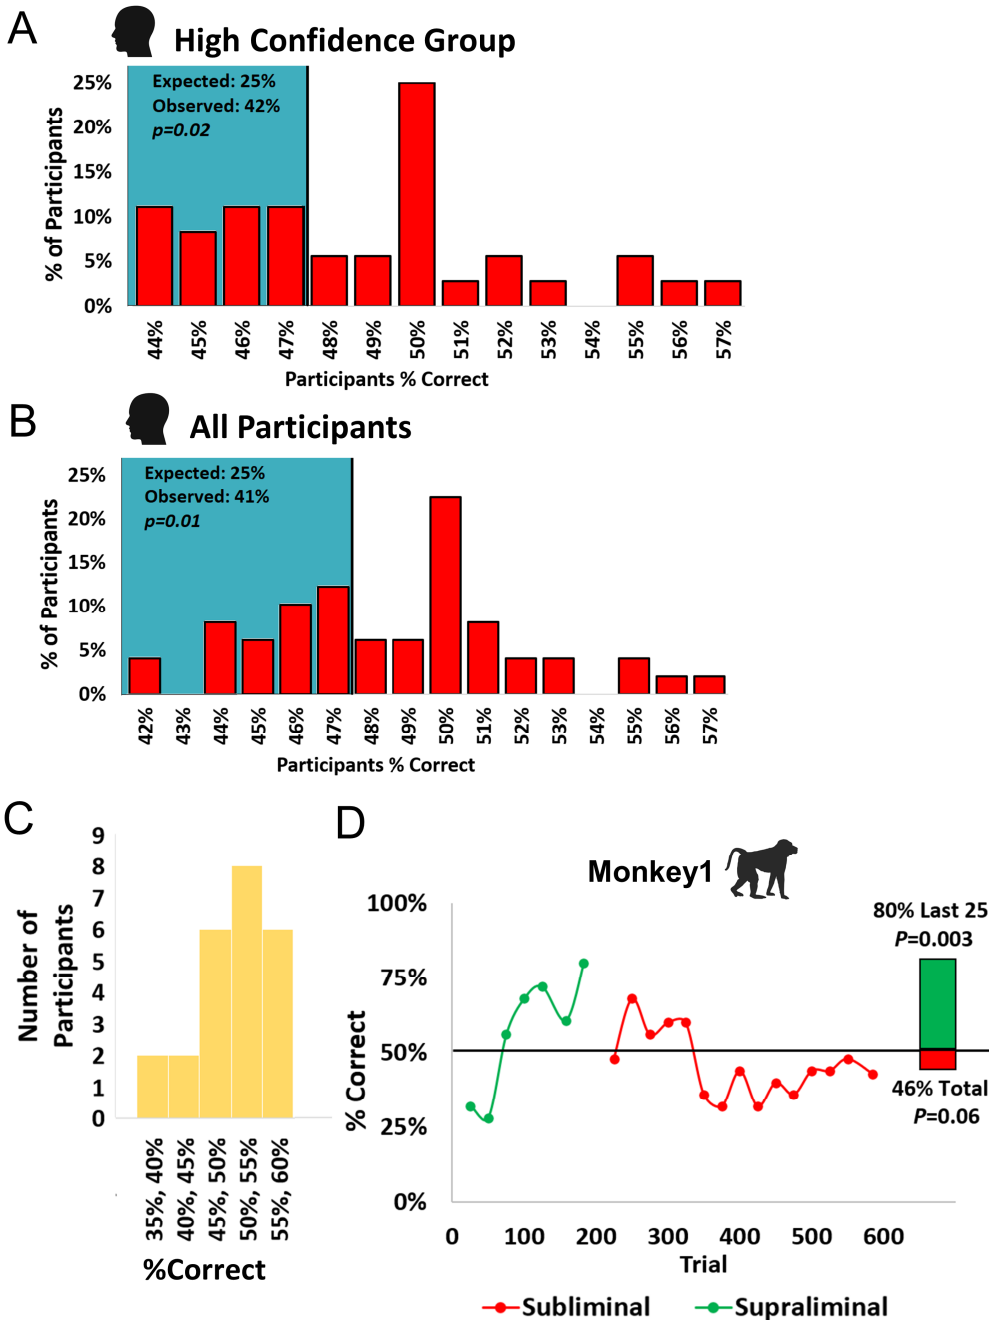 A
High Confidence Group
Expected: 25%
Observed: 42%
p=0.02
% of Participants
25%
20%
15%
10%
5%
0%
44% 45% 46% 47% 48% 49% 50% 51% 52% 53% 54% 55% 56% 57%
Participants % Correct
B
All Participants
Expected: 25%
Observed: 41%
p=0.01
% of Participants
25%
20%
15%
10%
5%
0%
42% 43% 44% 45% 46% 47% 48% 49% 50% 51% 52% 53% 54% 55% 56% 57%
Participants % Correct
C
Number of
Participants
9
8
7
6
5
4
3
2
1
0
35%, 40%
40%, 45%
45%, 50%
50%, 55%
55%, 60%
%Correct
D
Monkey1
% Correct
100%
75%
50%
25%
0%
80% Last 25
P=0.003
46% Total
P=0.06
0 100 200 300 400 500 600
Trial
Subliminal Supraliminal